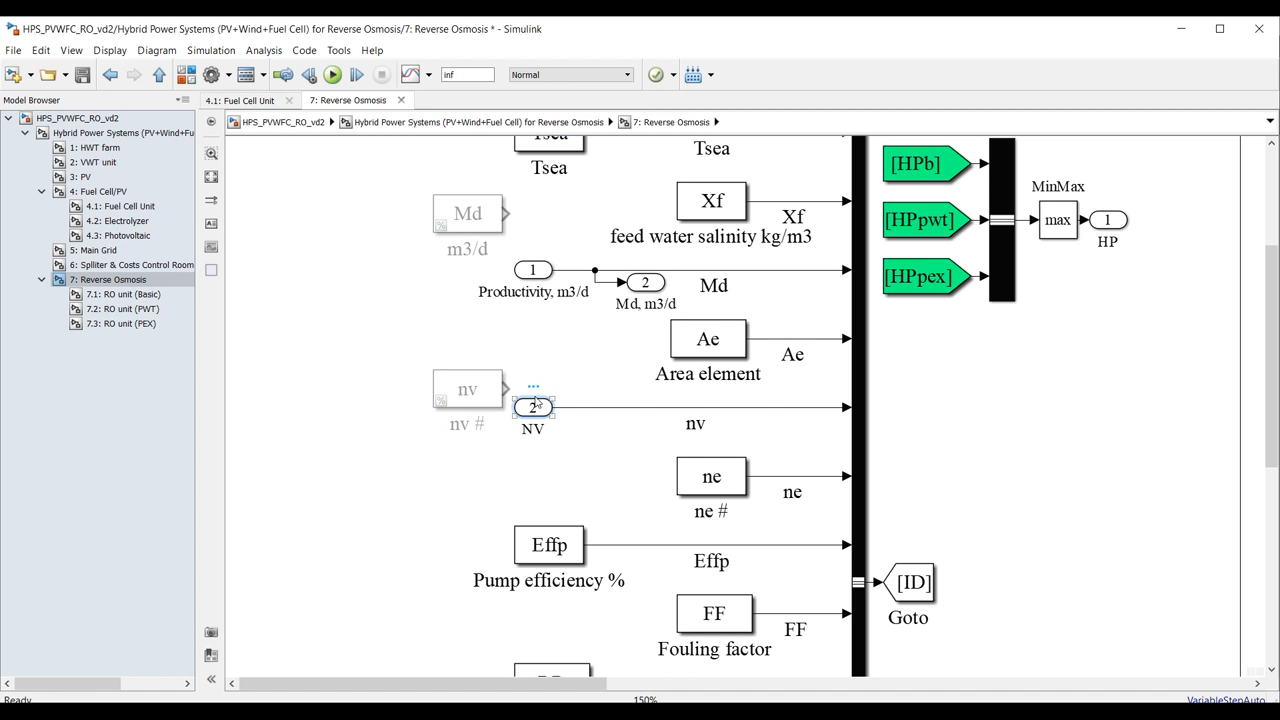 HPS_PVWFC_RO_vd2/Hybrid Power Systems (PV+Wind+Fuel Cell) for Reverse Osmosis/7: Reverse Osmosis * - Simulink
File Edit View Display Diagram Simulation Analysis Code Tools Help
inf
Normal
Model Browser
4.1: Fuel Cell Unit
7: Reverse Osmosis
HPS_PVWFC_RO_vd2
Hybrid Power Systems (PV+Wind+Fuel Cell) for Reverse Osmosis
7: Reverse Osmosis
HPS_PVWFC_RO_vd2
Hybrid Power Systems (PV+Wind+Fu
1: HWT farm
2: VWT unit
3: PV
4: Fuel Cell/PV
4.1: Fuel Cell Unit
4.2: Electrolyzer
4.3: Photovoltaic
5: Main Grid
6: Spliiter & Costs Control Room
7: Reverse Osmosis
7.1: RO unit (Basic)
7.2: RO unit (PWT)
7.3: RO unit (PEX)
Tsea
Tsea
Tsea
Md
m3/d
Xf
Xf
feed water salinity kg/m3
1
Productivity, m3/d
2
Md, m3/d
Md
Ae
Ae
Area element
nv
nv #
2
NV
nv
ne
ne
ne #
Effp
Effp
Pump efficiency %
FF
FF
Fouling factor
[HPb]
[HPpwt]
[HPpex]
MinMax
max
1
HP
[ID]
Goto
Ready
150%
VariableStepAuto